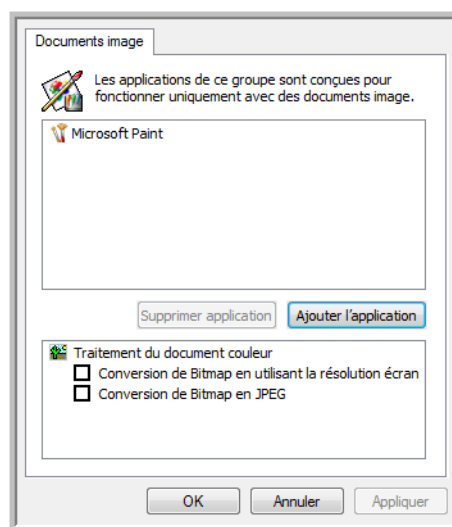 Documents image
Les applications de ce groupe sont conçues pour
fonctionner uniquement avec des documents image.
Microsoft Paint
Supprimer application
Ajouter l'application
Traitement du document couleur
Conversion de Bitmap en utilisant la résolution écran
Conversion de Bitmap en JPEG
OK
Annuler
Appliquer